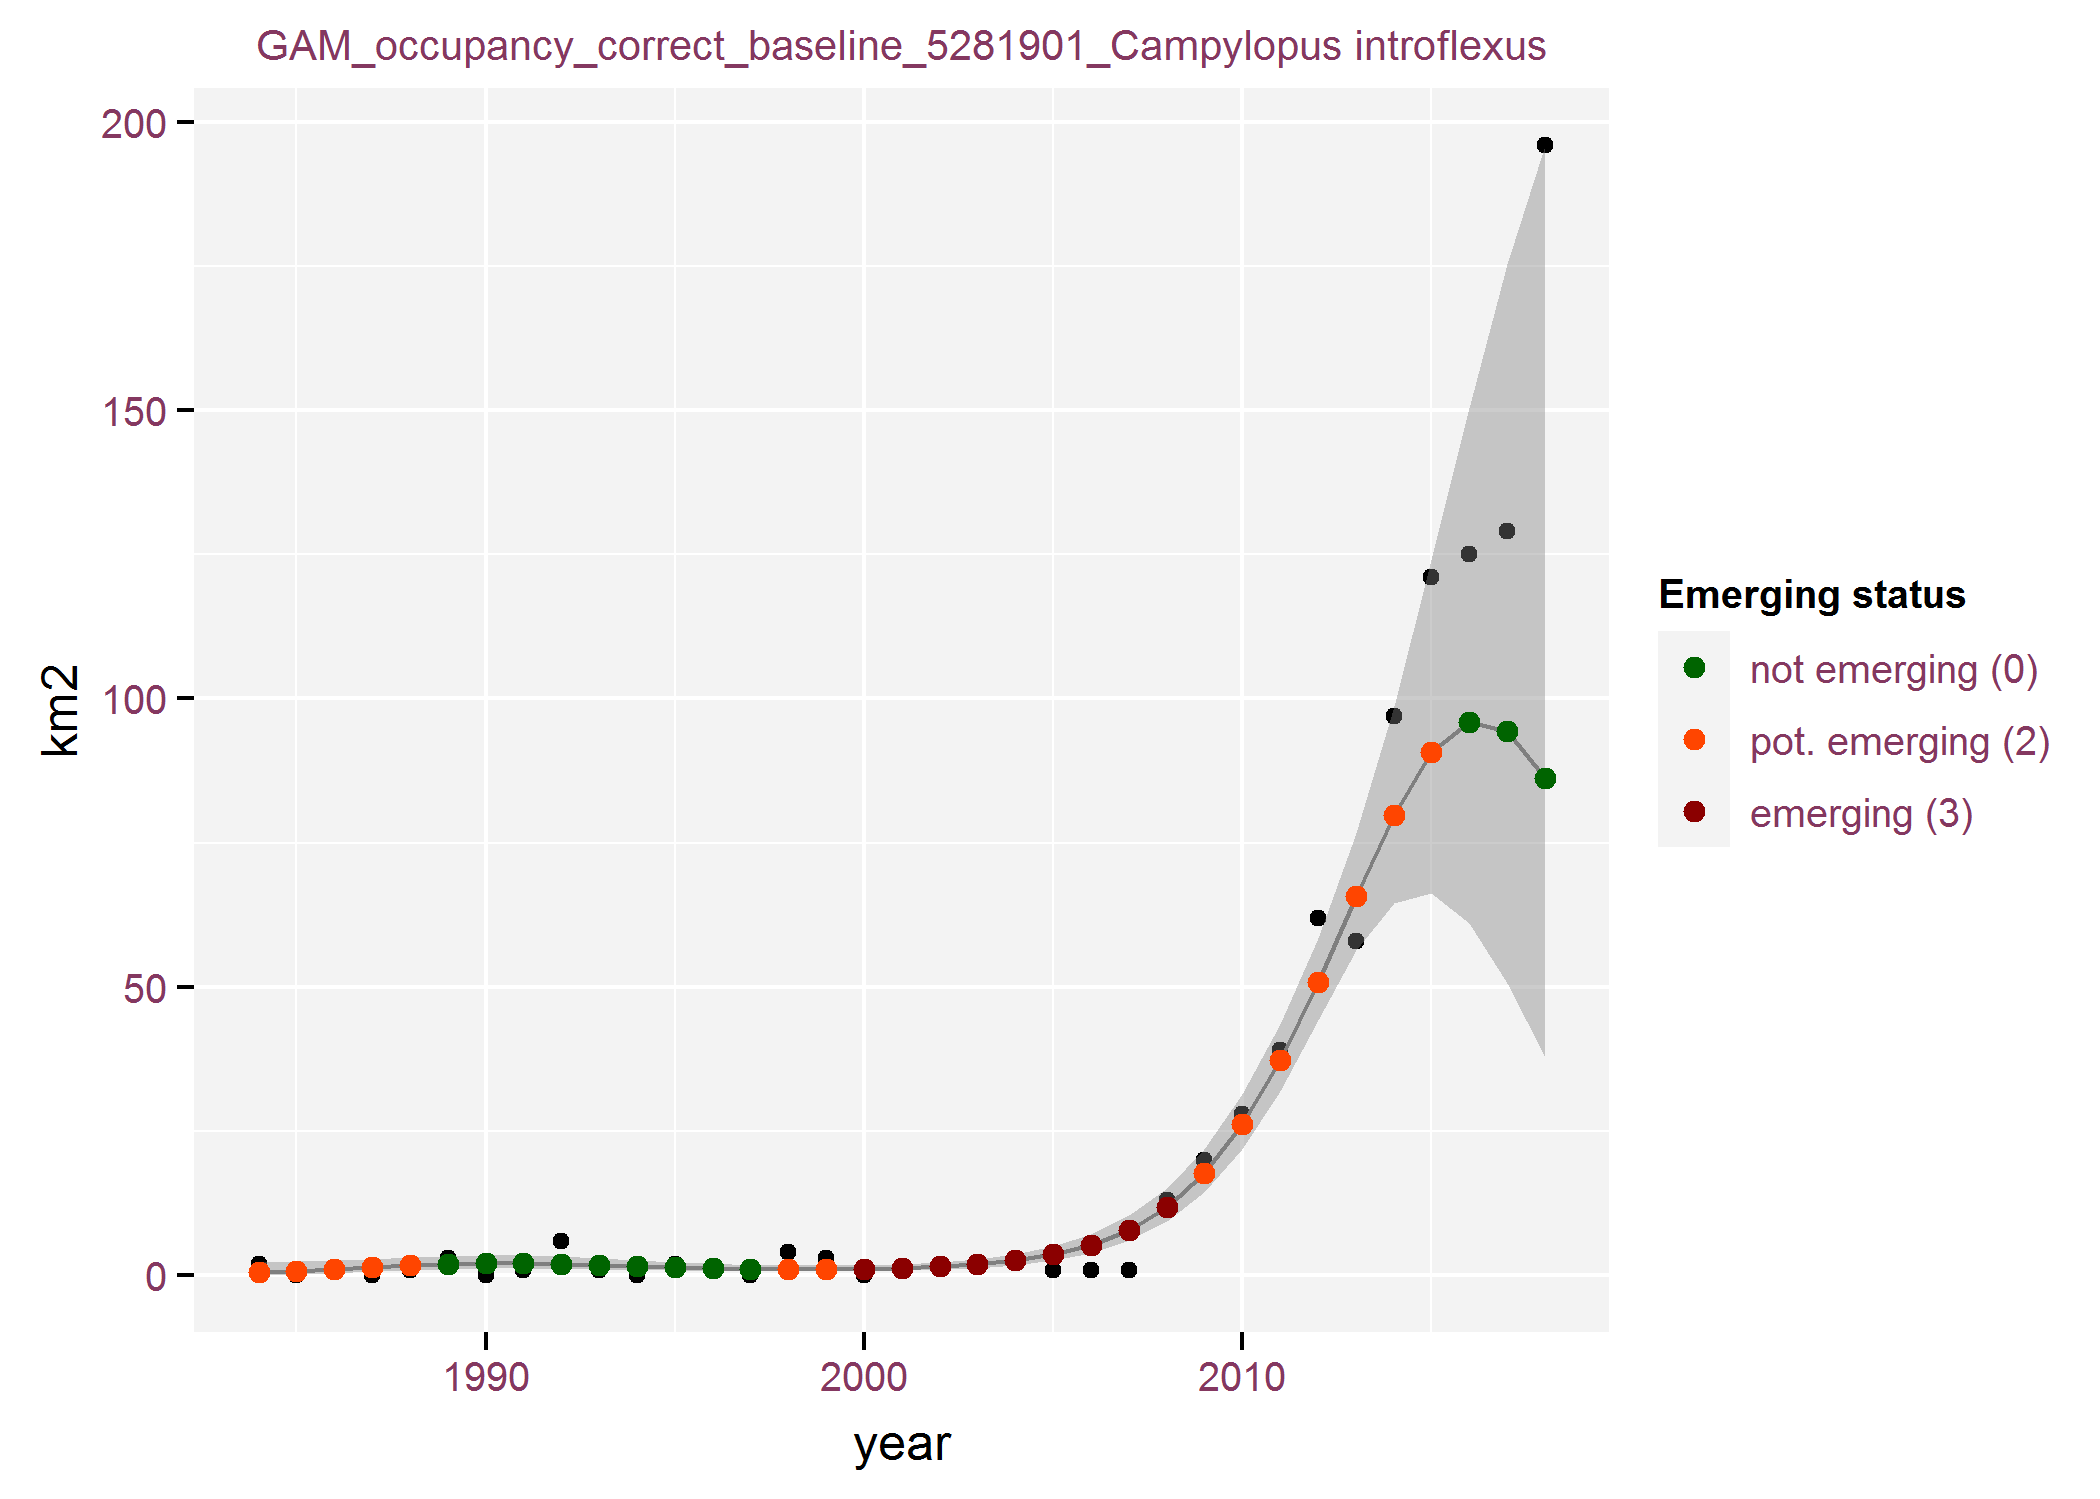 GAM_occupancy_correct_baseline_5281901_Campylopus introflexus
200
150
100
50
0
km2
1990
2000
2010
year
Emerging status
not emerging (0)
pot. emerging (2)
emerging (3)